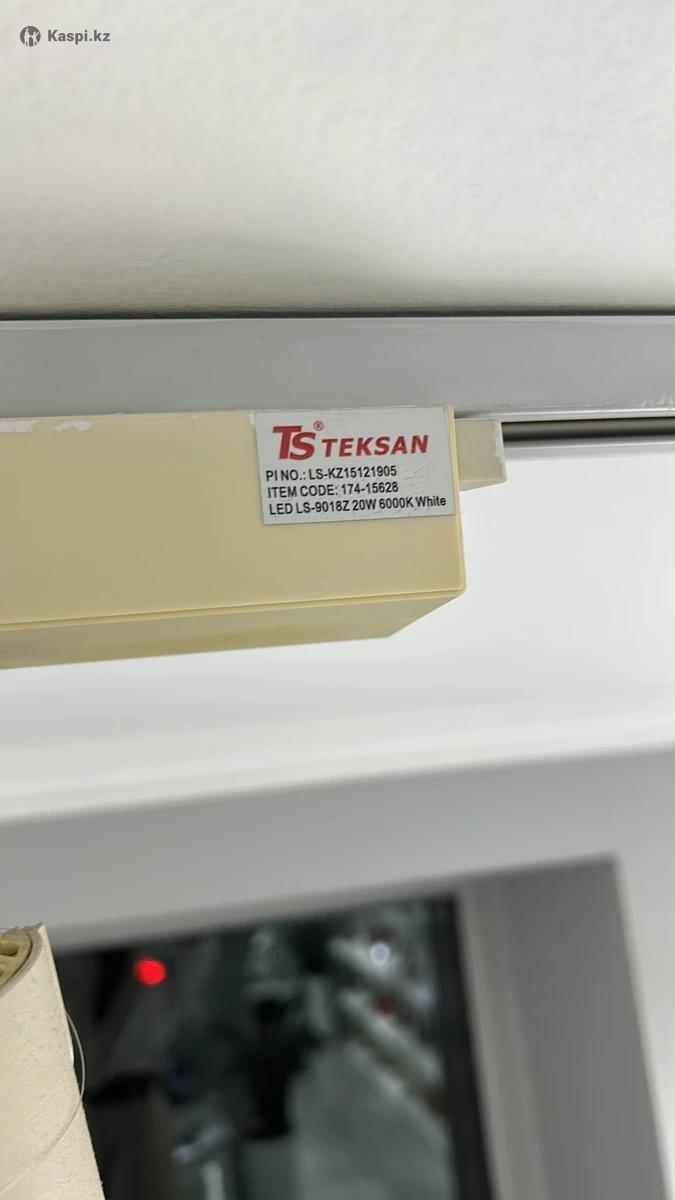 Kaspi.kz
TS® TEKSAN
PI NO.: LS-KZ15121905
ITEM CODE: 174-15628
LED LS-9018Z 20W 6000K White